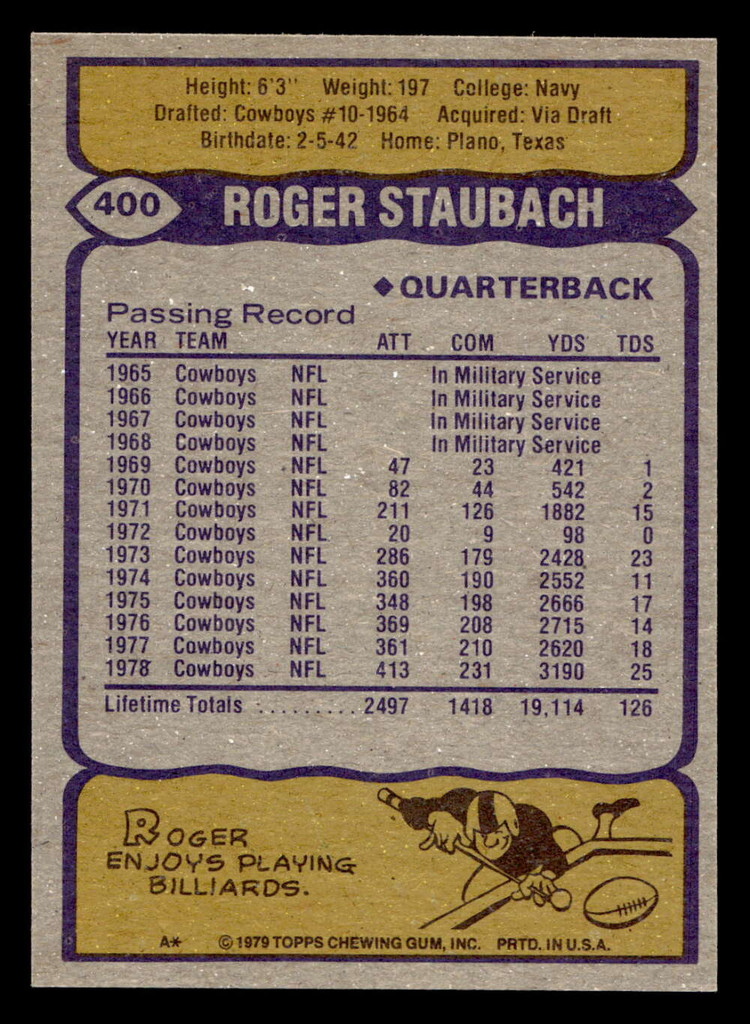 Height: 6'3" Weight: 197 College: Navy
Drafted: Cowboys #10-1964 Acquired: Via Draft
Birthdate: 2-5-42 Home: Plano, Texas
400 ROGER STAUBACH
◆QUARTERBACK
Passing Record
YEAR TEAM ATT COM YDS TDS
1965 Cowboys NFL In Military Service
1966 Cowboys NFL In Military Service
1967 Cowboys NFL In Military Service
1968 Cowboys NFL In Military Service
1969 Cowboys NFL 47 23 421 1
1970 Cowboys NFL 82 44 542 2
1971 Cowboys NFL 211 126 1882 15
1972 Cowboys NFL 20 9 98 0
1973 Cowboys NFL 286 179 2428 23
1974 Cowboys NFL 360 190 2552 11
1975 Cowboys NFL 348 198 2666 17
1976 Cowboys NFL 369 208 2715 14
1977 Cowboys NFL 361 210 2620 18
1978 Cowboys NFL 413 231 3190 25
Lifetime Totals .......... 2497 1418 19,114 126
ROGER
ENJOYS PLAYING
BILLIARDS.
A* © 1979 TOPPS CHEWING GUM, INC. PRTD. IN U.S.A.